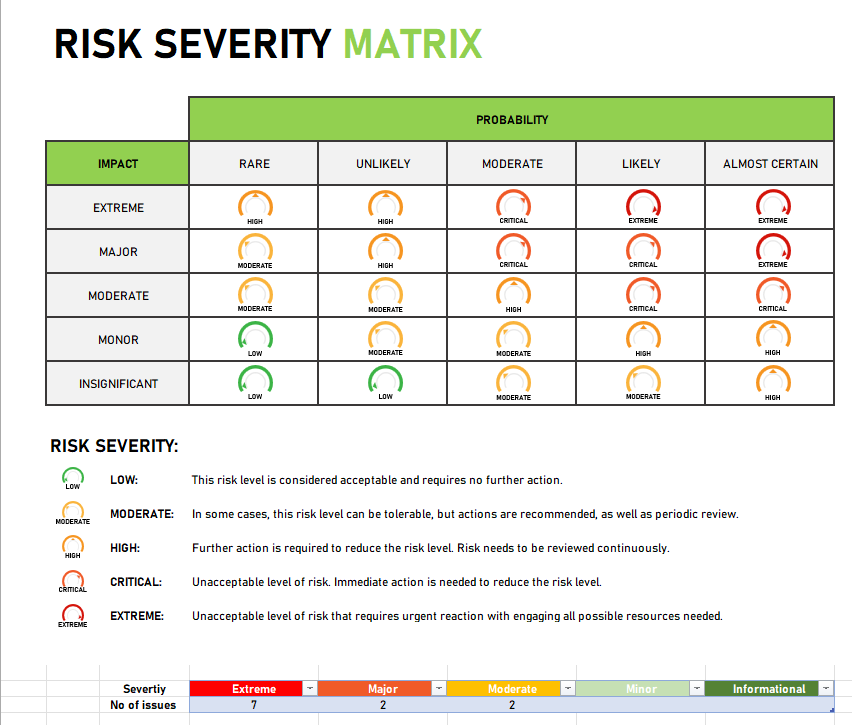 RISK SEVERITY MATRIX
PROBABILITY
IMPACT RARE UNLIKELY MODERATE LIKELY ALMOST CERTAIN
EXTREME HIGH HIGH CRITICAL EXTREME EXTREME
MAJOR MODERATE HIGH CRITICAL CRITICAL EXTREME
MODERATE MODERATE MODERATE HIGH CRITICAL CRITICAL
MONOR LOW MODERATE MODERATE HIGH HIGH
INSIGNIFICANT LOW LOW MODERATE MODERATE HIGH
RISK SEVERITY:
LOW LOW: This risk level is considered acceptable and requires no further action.
MODERATE MODERATE: In some cases, this risk level can be tolerable, but actions are recommended, as well as periodic review.
HIGH HIGH: Further action is required to reduce the risk level. Risk needs to be reviewed continuously.
CRITICAL CRITICAL: Unacceptable level of risk. Immediate action is needed to reduce the risk level.
EXTREME EXTREME: Unacceptable level of risk that requires urgent reaction with engaging all possible resources needed.
Severtiy Extreme Major Moderate Minor Informational
No of issues 7 2 2